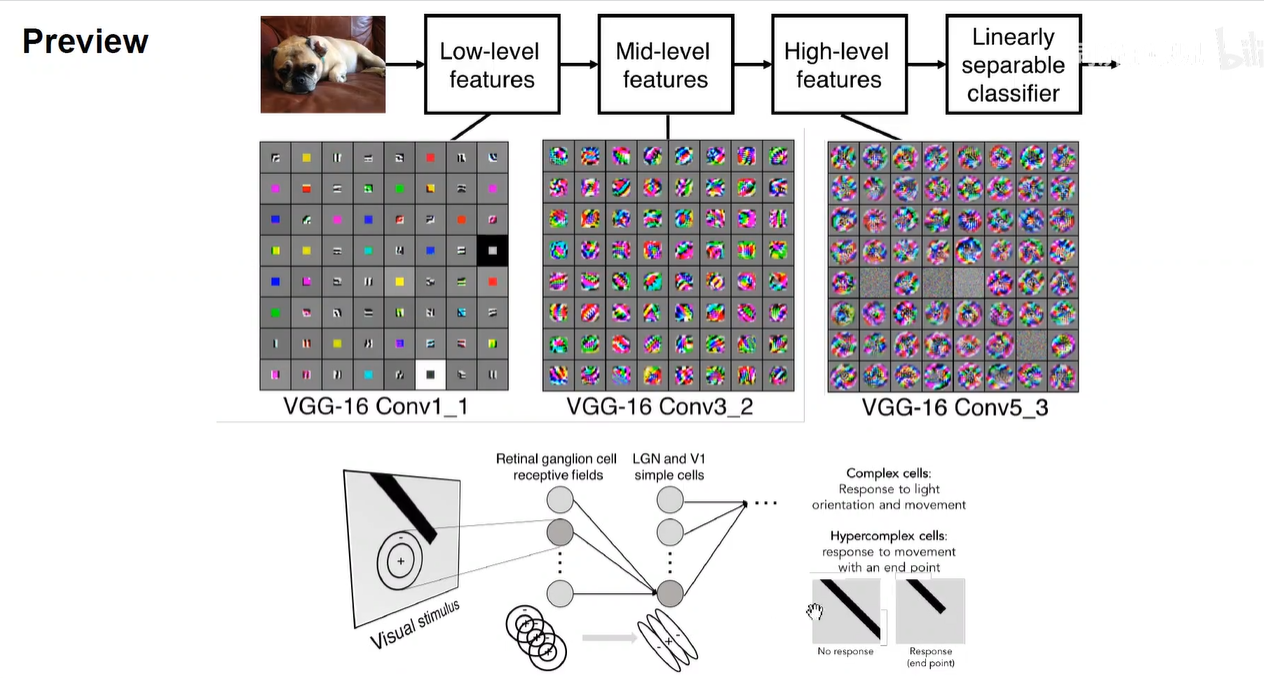 Preview
Low-level
features
Mid-level
features
High-level
features
Linearly
separable
classifier
VGG-16 Conv1_1
VGG-16 Conv3_2
VGG-16 Conv5_3
Retinal ganglion cell
receptive fields
LGN and V1
simple cells
Visual stimulus
Complex cells:
Response to light
orientation and movement
Hypercomplex cells:
response to movement
with an end point
No response
Response
(end point)